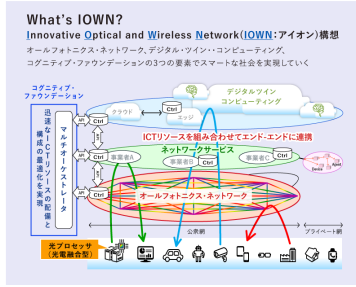 What's IOWN?
Innovative Optical and Wireless Network(IOWN:アイオン)構想
オールフォトニクス・ネットワーク、デジタル・ツイン・・コンピューティング、
コグニティブ・ファウンデーションの3つの要素でスマートな社会を実現していく
コグニティブ・
ファウンデーション
デジタルツイン
コンピューティング
クラウド
エッジ
Ctrl
API
Ctrl
ICTリソースを組み合わせてエンド-エンドに連携
ネットワークサービス
迅速なICTリソースの配備と
構成の最適化を実現
マルチオーケストレータ
API
Ctrl
事業者A
事業者B
Ctrl
事業者C
Ctrl
API
Ctrl
オールフォトニクス・ネットワーク
公衆網
プライベート網
光プロセッサ
(光電融合型)